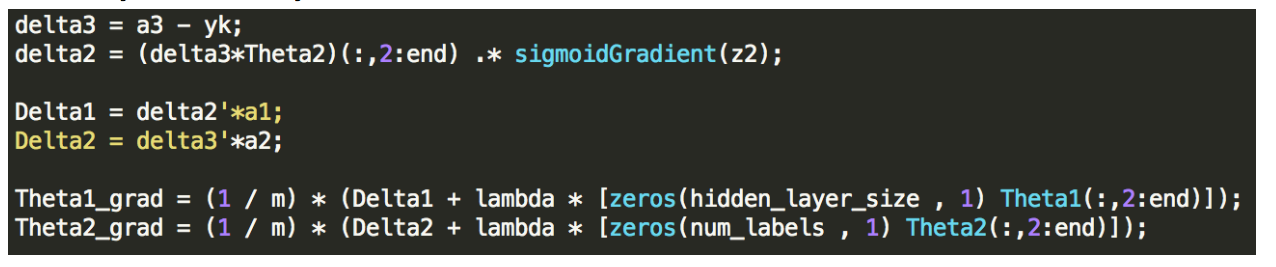 delta3 = a3 - yk;
delta2 = (delta3*Theta2)(:,2:end) .* sigmoidGradient(z2);
Delta1 = delta2'*a1;
Delta2 = delta3'*a2;
Theta1_grad = (1 / m) * (Delta1 + lambda * [zeros(hidden_layer_size , 1) Theta1(:,2:end)]);
Theta2_grad = (1 / m) * (Delta2 + lambda * [zeros(num_labels , 1) Theta2(:,2:end)]);